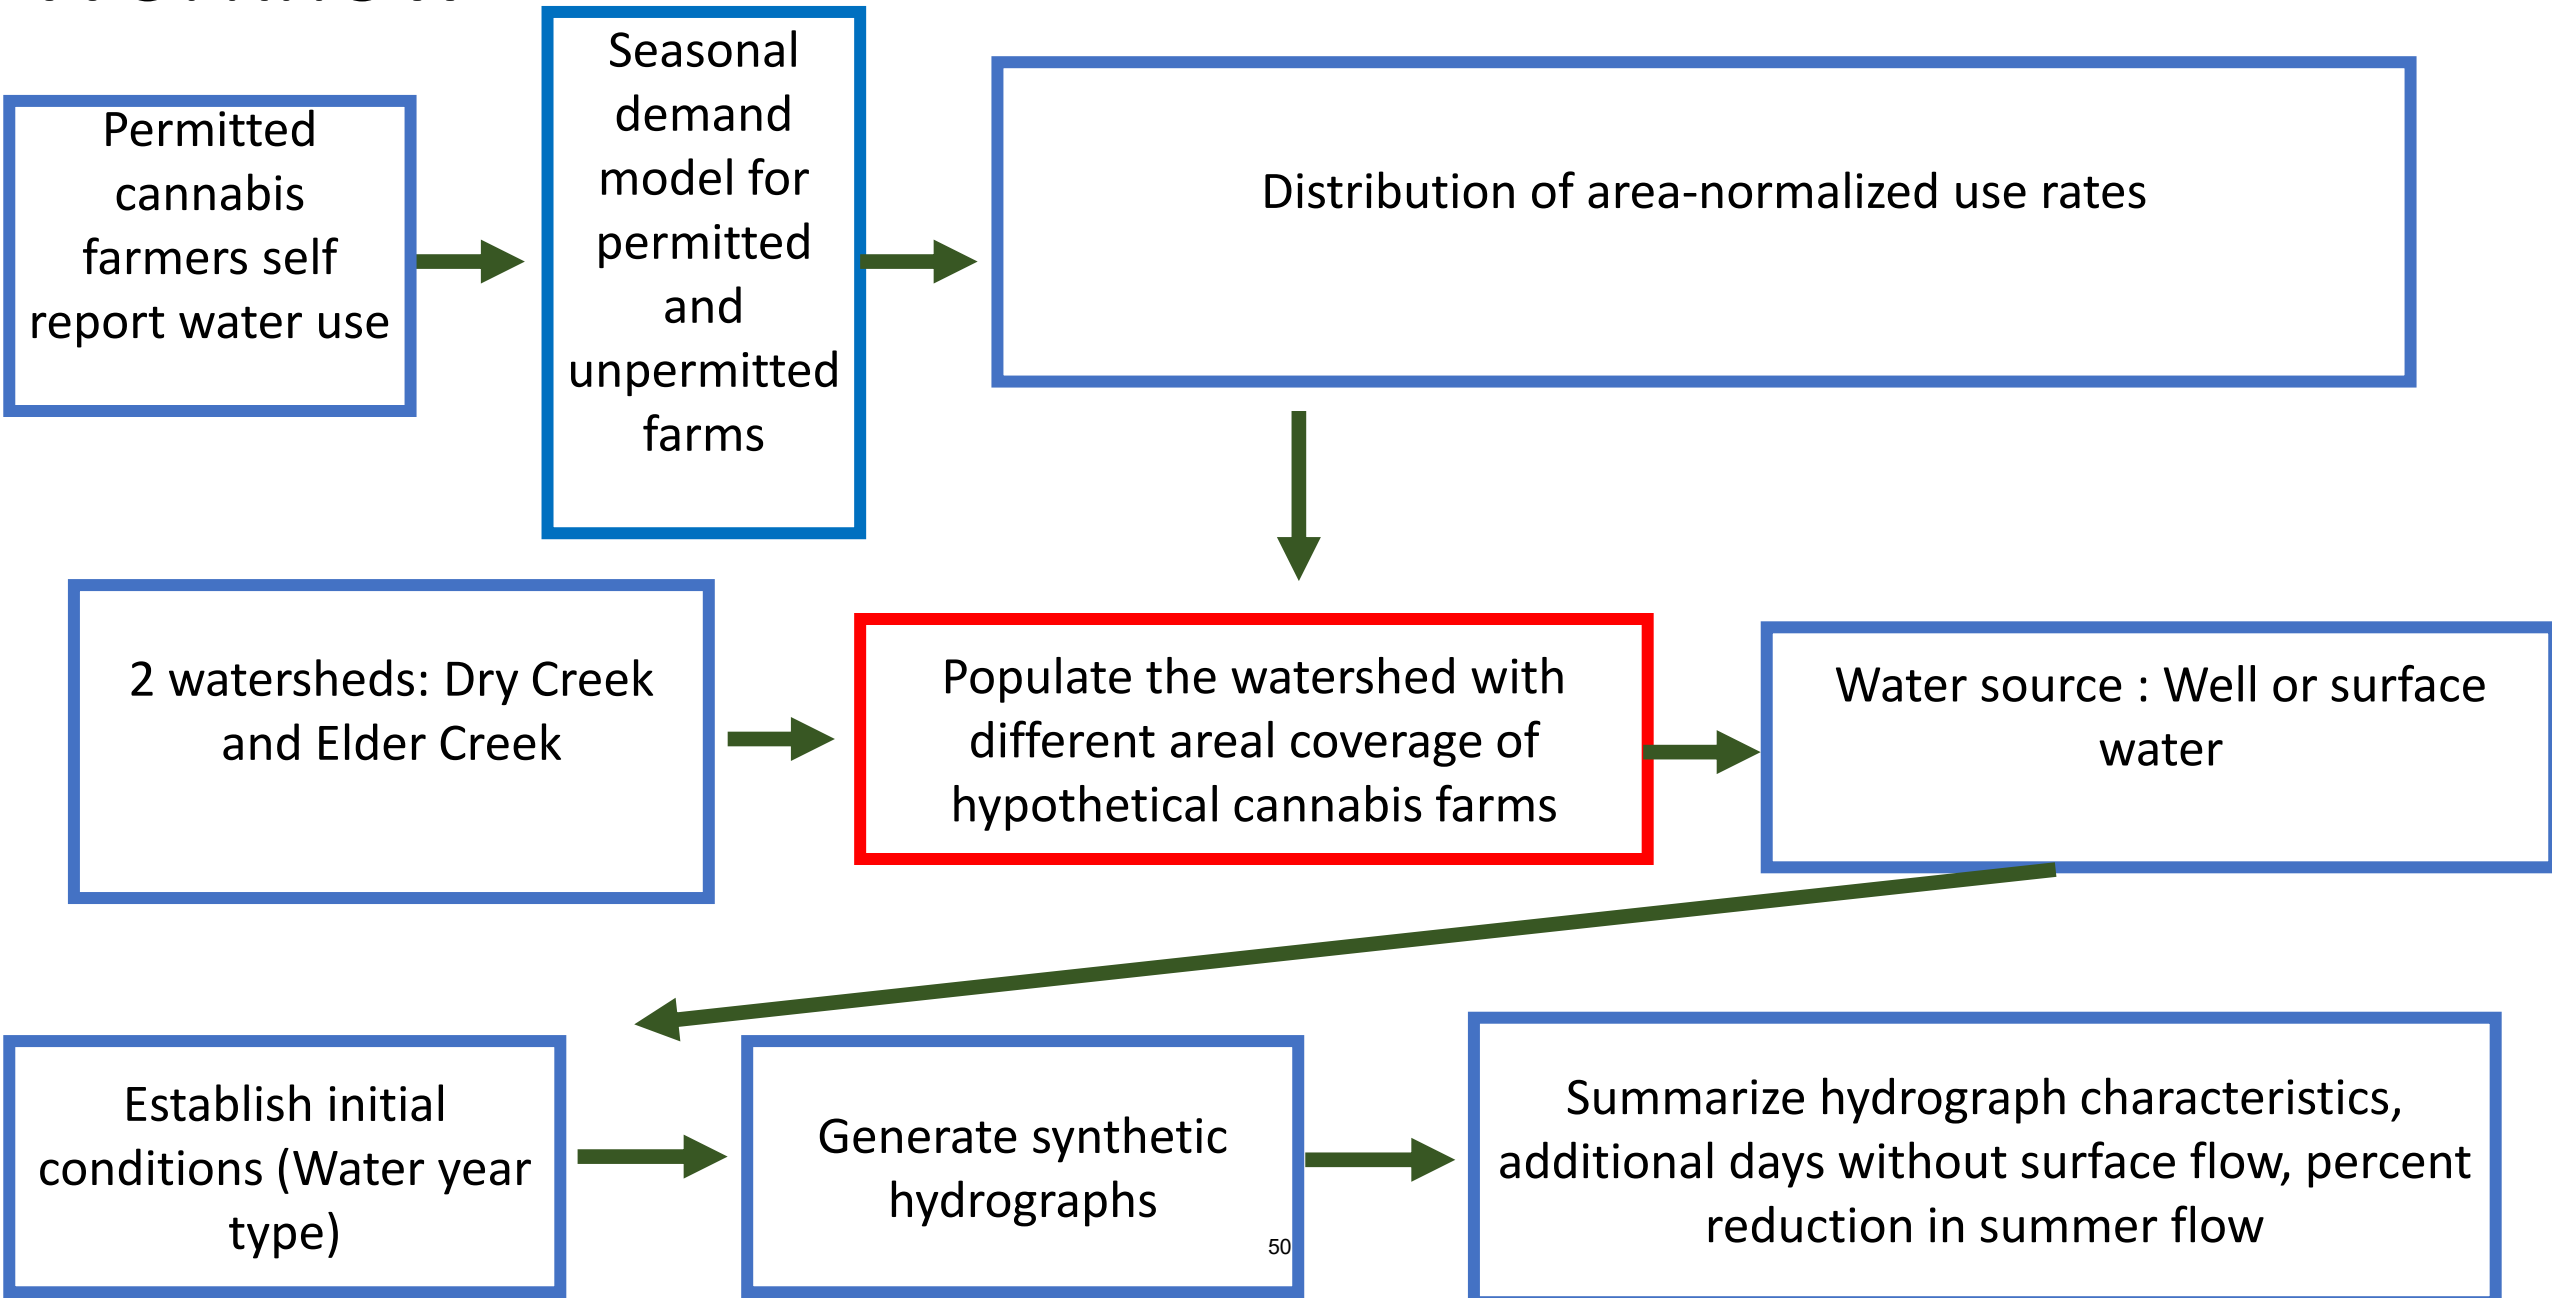 Permitted
cannabis
farmers self
report water use
Seasonal
demand
model for
permitted
and
unpermitted
farms
Distribution of area-normalized use rates
2 watersheds: Dry Creek
and Elder Creek
Populate the watershed with
different areal coverage of
hypothetical cannabis farms
Water source : Well or surface
water
Establish initial
conditions (Water year
type)
Generate synthetic
hydrographs
50
Summarize hydrograph characteristics,
additional days without surface flow, percent
reduction in summer flow